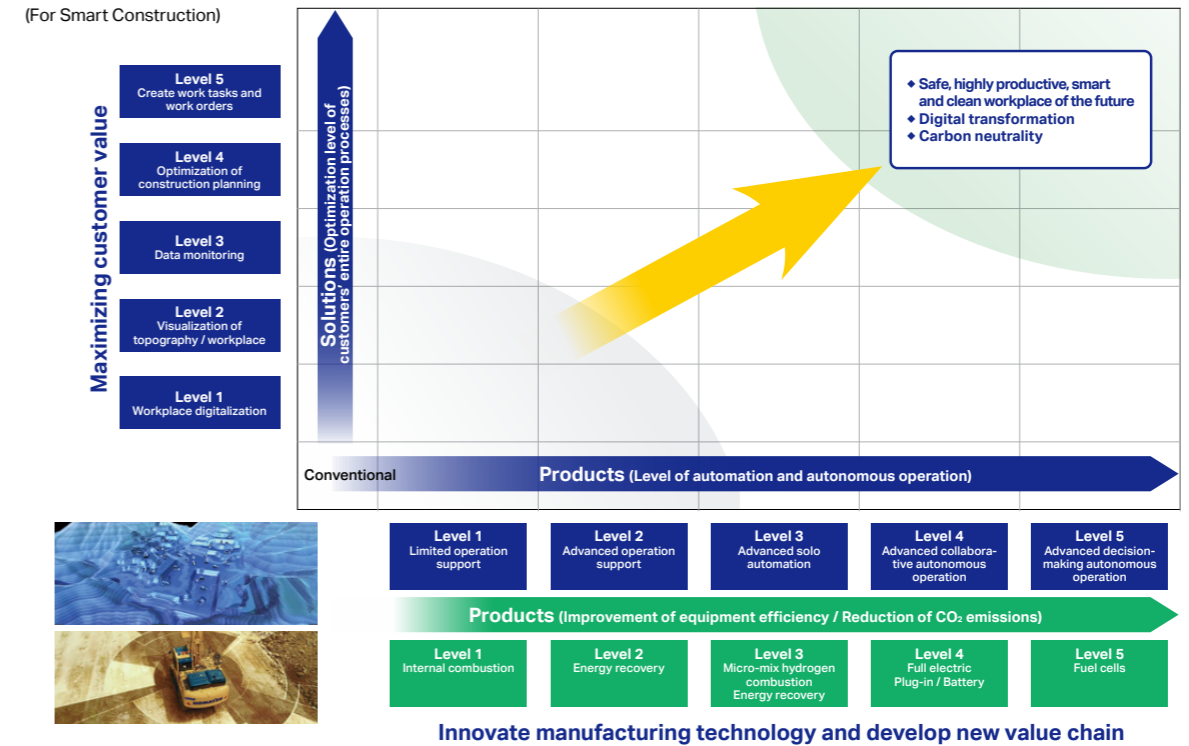 (For Smart Construction)
Maximizing customer value
Level 5
Create work tasks and
work orders
Level 4
Optimization of
construction planning
Level 3
Data monitoring
Level 2
Visualization of
topography / workplace
Level 1
Workplace digitalization
Solutions (Optimization level of
customers’ entire operation processes)
◆ Safe, highly productive, smart
and clean workplace of the future
◆ Digital transformation
◆ Carbon neutrality
Conventional
Products (Level of automation and autonomous operation)
Level 1
Limited operation
support
Level 2
Advanced operation
support
Level 3
Advanced solo
automation
Level 4
Advanced collabora-
tive autonomous
operation
Level 5
Advanced decision-
making autonomous
operation
Products (Improvement of equipment efficiency / Reduction of CO₂ emissions)
Level 1
Internal combustion
Level 2
Energy recovery
Level 3
Micro-mix hydrogen
combustion
Energy recovery
Level 4
Full electric
Plug-in / Battery
Level 5
Fuel cells
Innovate manufacturing technology and develop new value chain